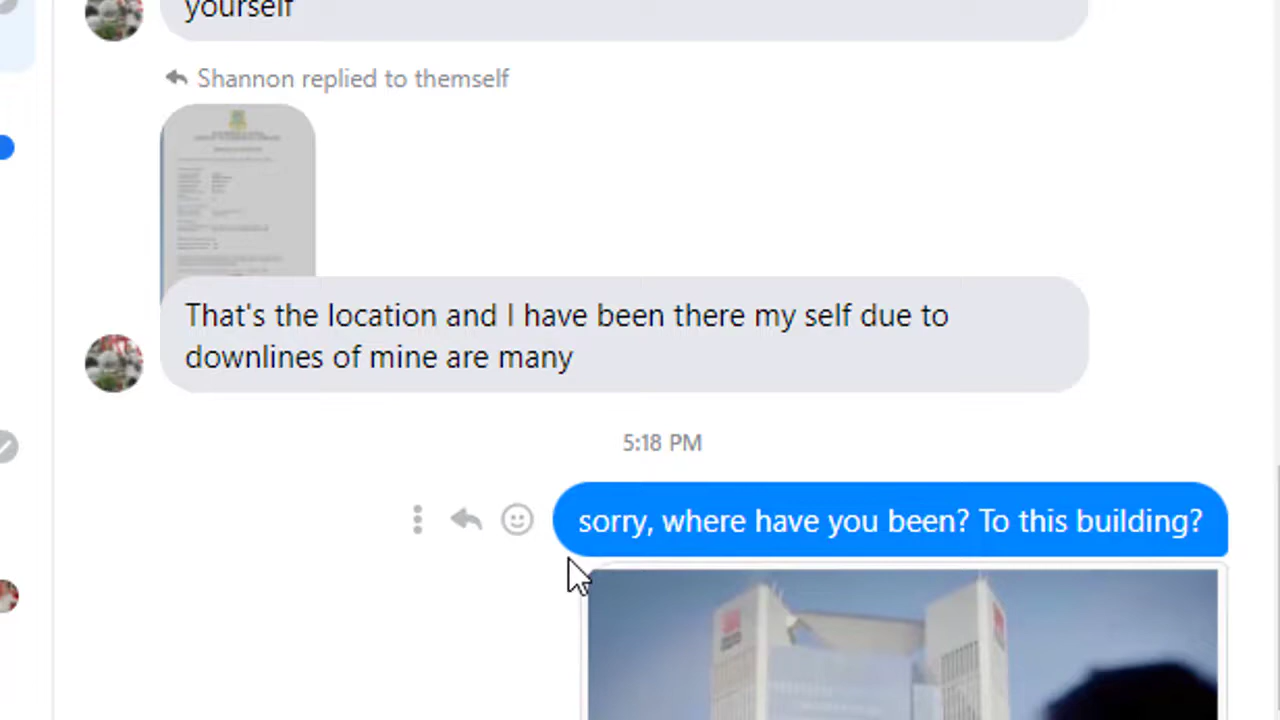 yourself
Shannon replied to themself
That's the location and I have been there my self due to
downlines of mine are many
5:18 PM
sorry, where have you been? To this building?